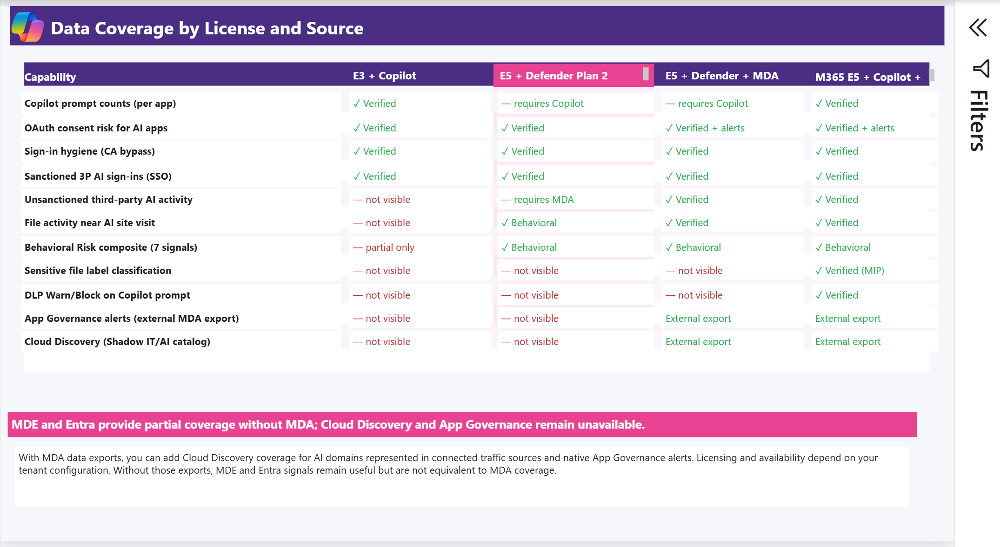 Data Coverage by License and Source
Capability E3 + Copilot E5 + Defender Plan 2 E5 + Defender + MDA M365 E5 + Copilot +
Copilot prompt counts (per app) ✓ Verified — requires Copilot — requires Copilot ✓ Verified
OAuth consent risk for AI apps ✓ Verified ✓ Verified ✓ Verified + alerts ✓ Verified + alerts
Sign-in hygiene (CA bypass) ✓ Verified ✓ Verified ✓ Verified ✓ Verified
Sanctioned 3P AI sign-ins (SSO) ✓ Verified ✓ Verified ✓ Verified ✓ Verified
Unsanctioned third-party AI activity — not visible — requires MDA ✓ Verified ✓ Verified
File activity near AI site visit — not visible ✓ Behavioral ✓ Verified ✓ Verified
Behavioral Risk composite (7 signals) — partial only ✓ Behavioral ✓ Behavioral ✓ Behavioral
Sensitive file label classification — not visible — not visible — not visible ✓ Verified (MIP)
DLP Warn/Block on Copilot prompt — not visible — not visible — not visible ✓ Verified
App Governance alerts (external MDA export) — not visible — not visible External export External export
Cloud Discovery (Shadow IT/AI catalog) — not visible — not visible External export External export
MDE and Entra provide partial coverage without MDA; Cloud Discovery and App Governance remain unavailable.
With MDA data exports, you can add Cloud Discovery coverage for AI domains represented in connected traffic sources and native App Governance alerts. Licensing and availability depend on your
tenant configuration. Without those exports, MDE and Entra signals remain useful but are not equivalent to MDA coverage.
Filters